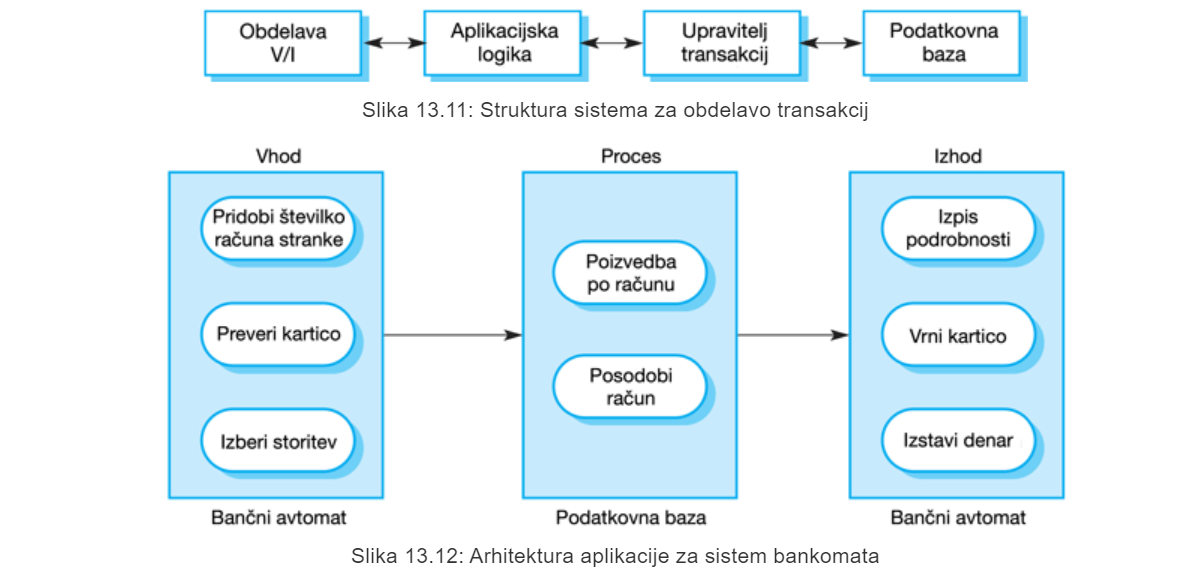 Obdelava
V/I
Aplikacijska
logika
Upravitelj
transakcij
Podatkovna
baza
Slika 13.11: Struktura sistema za obdelavo transakcij
Vhod
Pridobi številko
računa stranke
Preveri kartico
Izberi storitev
Bančni avtomat
Proces
Poizvedba
po računu
Posodobi
račun
Podatkovna baza
Izhod
Izpis
podrobnosti
Vrni kartico
Izstavi denar
Bančni avtomat
Slika 13.12: Arhitektura aplikacije za sistem bankomata